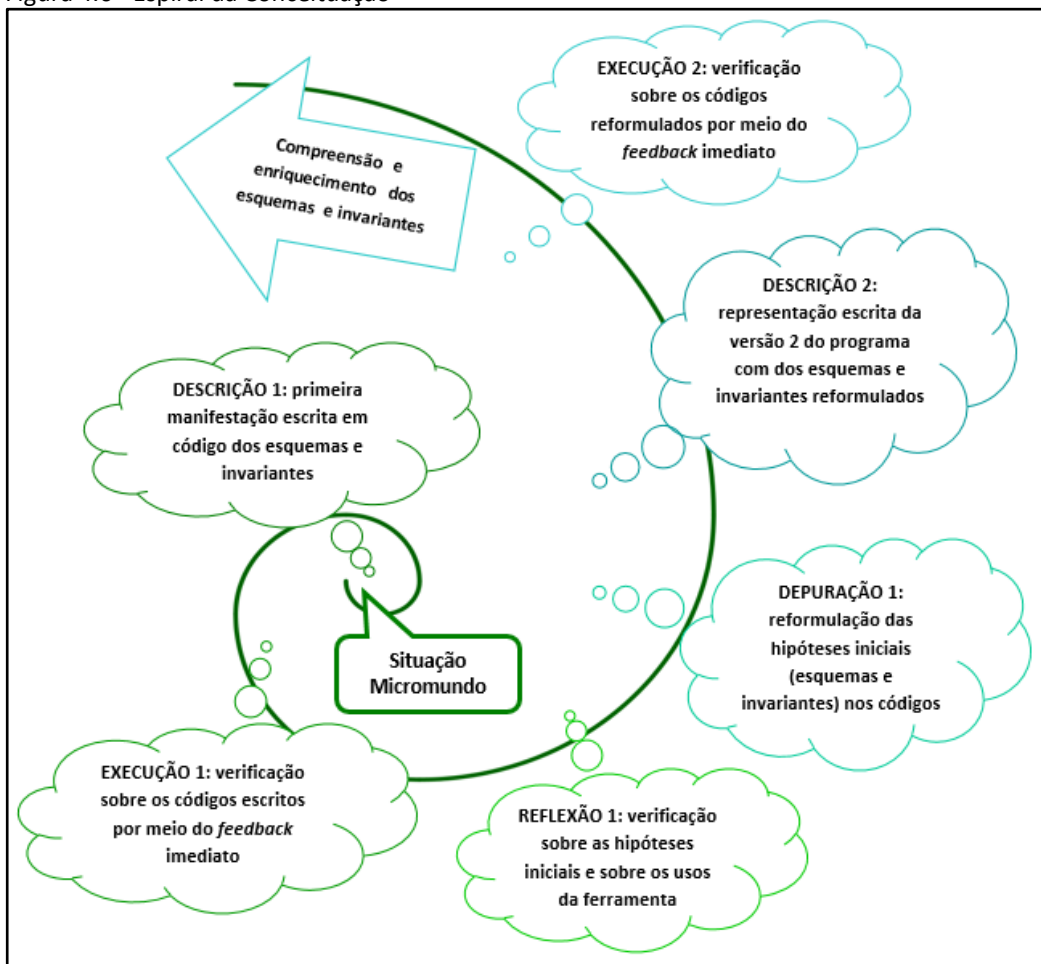 Figura 4.6 - Espiral da Conceituação
EXECUÇÃO 2: verificação
sobre os códigos
reformulados por meio do
feedback imediato
Compreensão e
enriquecimento dos
esquemas e invariantes
DESCRIÇÃO 2:
representação escrita da
versão 2 do programa
com dos esquemas e
invariantes reformulados
DESCRIÇÃO 1: primeira
manifestação escrita em
código dos esquemas e
invariantes
DEPURAÇÃO 1:
reformulação das
hipóteses iniciais
(esquemas e
invariantes) nos códigos
Situação
Micromundo
EXECUÇÃO 1: verificação
sobre os códigos escritos
por meio do feedback
imediato
REFLEXÃO 1: verificação
sobre as hipóteses
iniciais e sobre os usos
da ferramenta